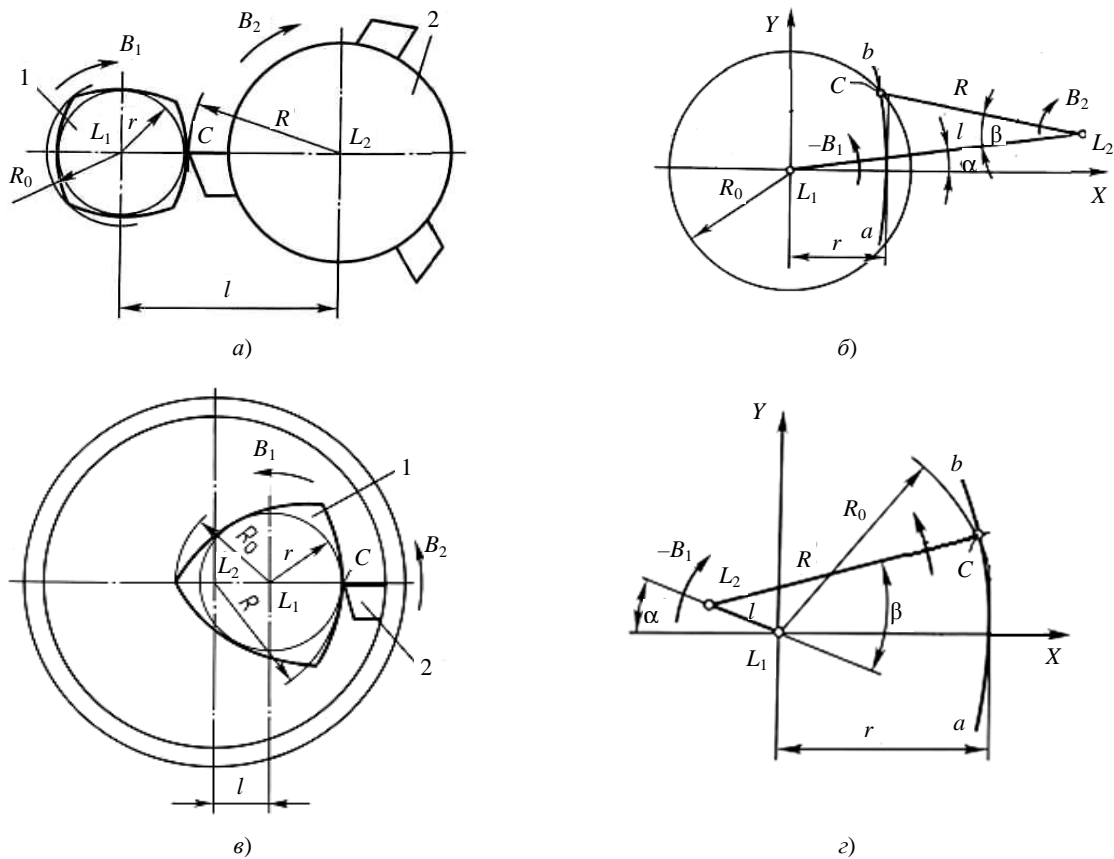 B₂
2
B₁
1
r
L₁
C
R
L₂
R₀
l
а)
Y
b
C
R
B₂
l
β
–B₁
α
L₂
X
R₀
L₁
r
a
б)
B₁
1
R₀
r
C
B₂
L₂
R
L₁
2
l
в)
Y
b
R₀
–B₁
L₂
R
C
α
l
β
L₁
X
r
a
г)